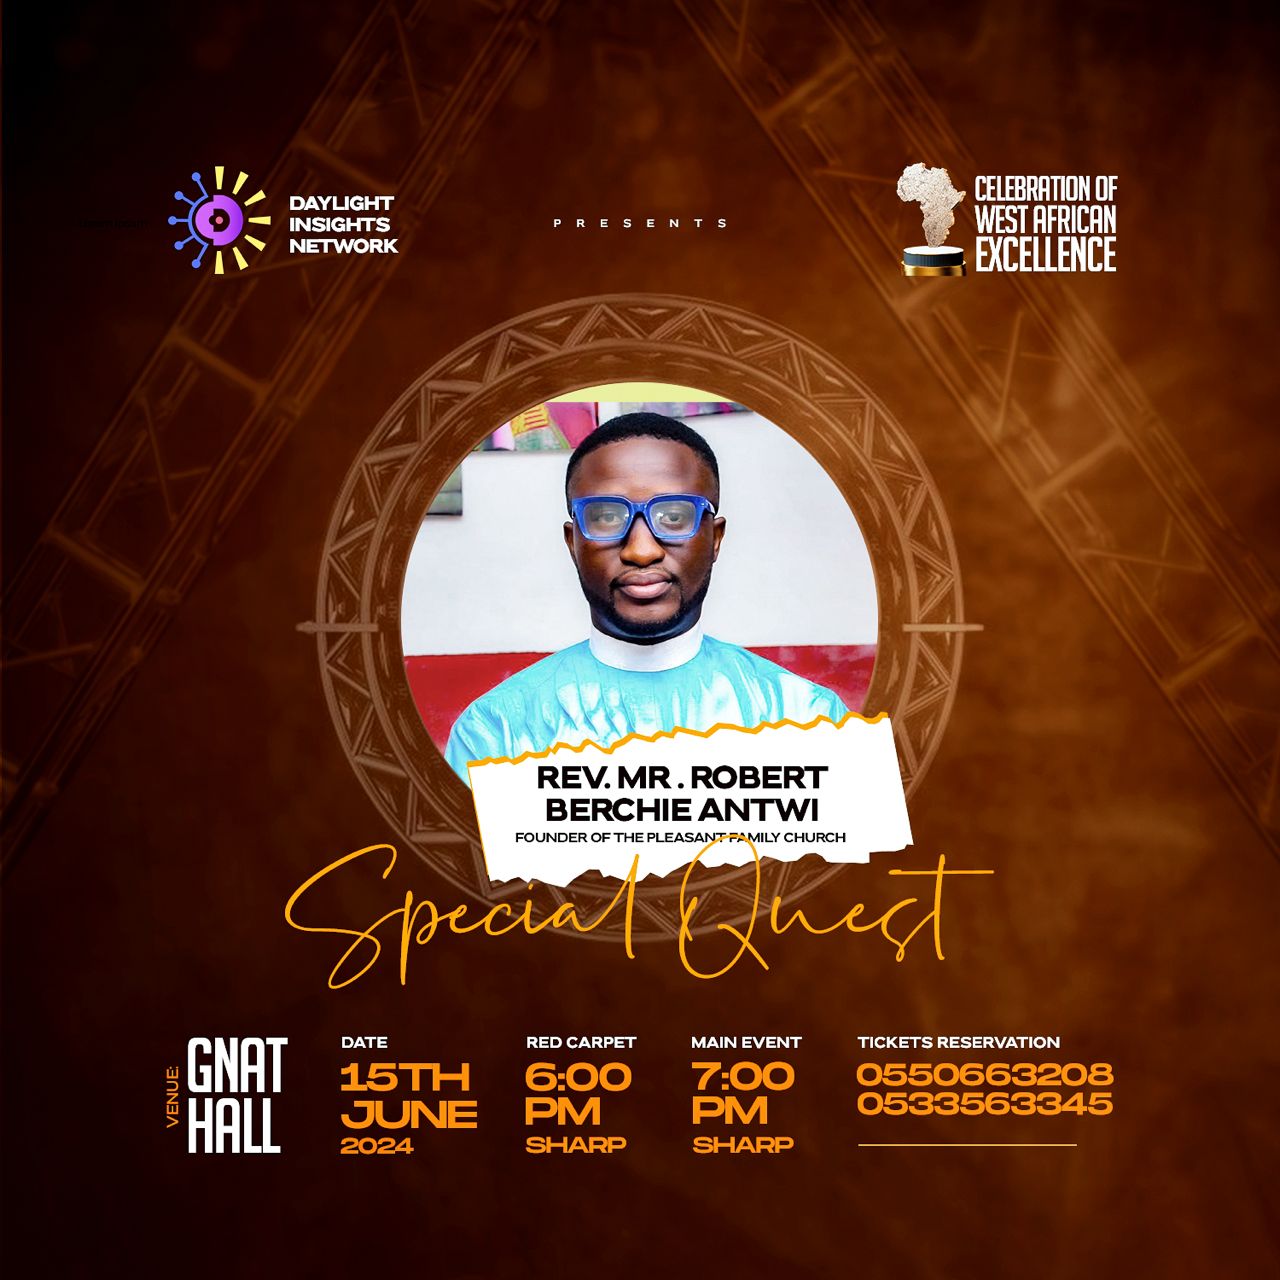 DAYLIGHT
INSIGHTS
NETWORK
PRESENTS
CELEBRATION OF
WEST AFRICAN
EXCELLENCE
REV. MR . ROBERT
BERCHIE ANTWI
FOUNDER OF THE PLEASANT FAMILY CHURCH
Special Quest
VENUE:
GNAT
HALL
DATE
15TH
JUNE
2024
RED CARPET
6:00
PM
SHARP
MAIN EVENT
7:00
PM
SHARP
TICKETS RESERVATION
0550663208
0533563345